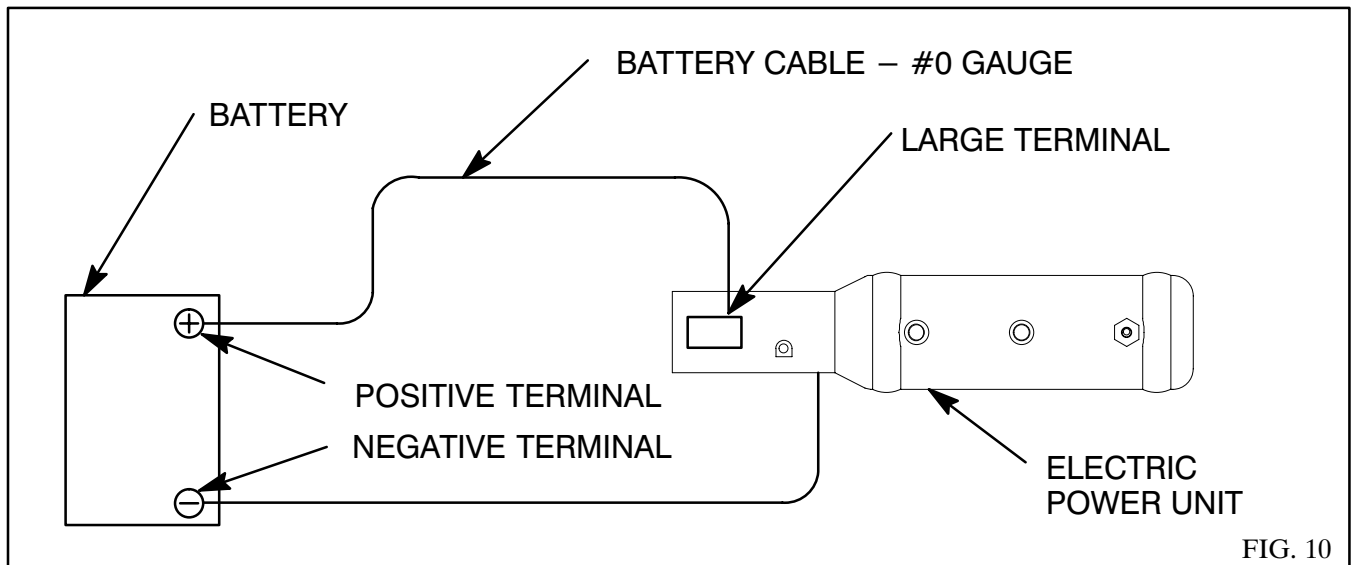 BATTERY CABLE – #0 GAUGE
BATTERY
LARGE TERMINAL
+
POSITIVE TERMINAL
NEGATIVE TERMINAL
−
ELECTRIC
POWER UNIT
FIG. 10